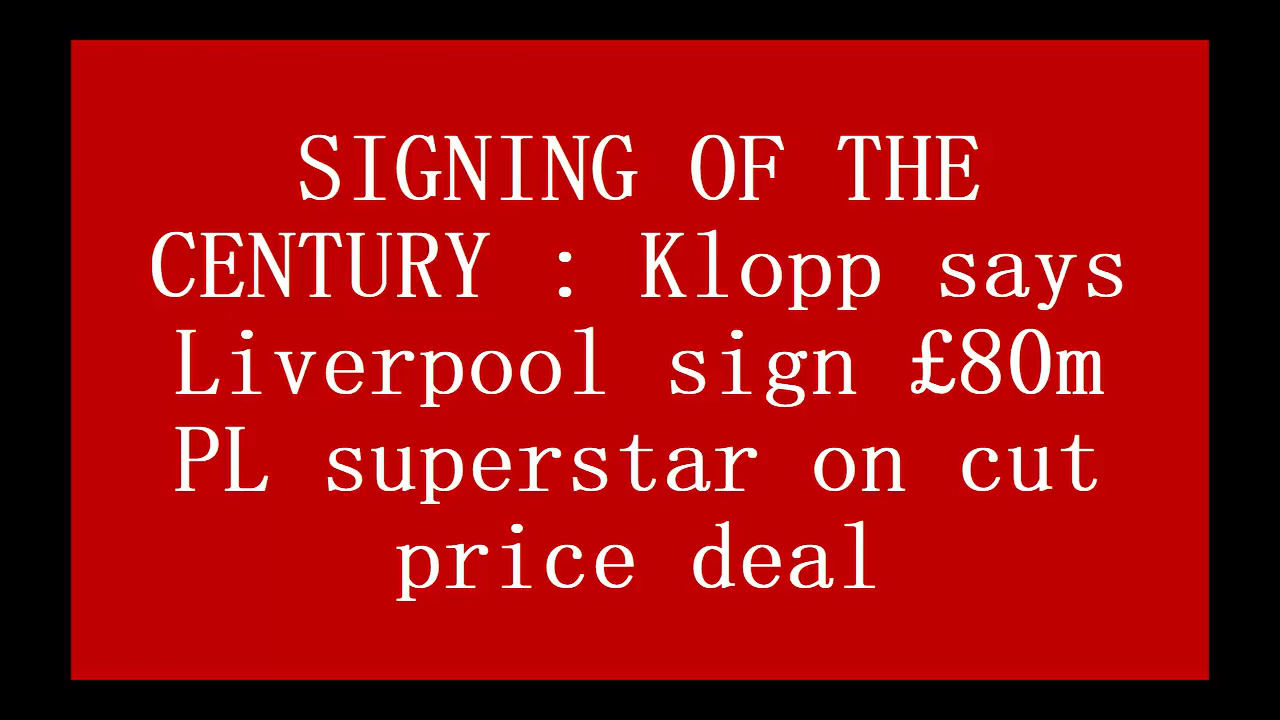 SIGNING OF THE
CENTURY : Klopp says
Liverpool sign £80m
PL superstar on cut
price deal